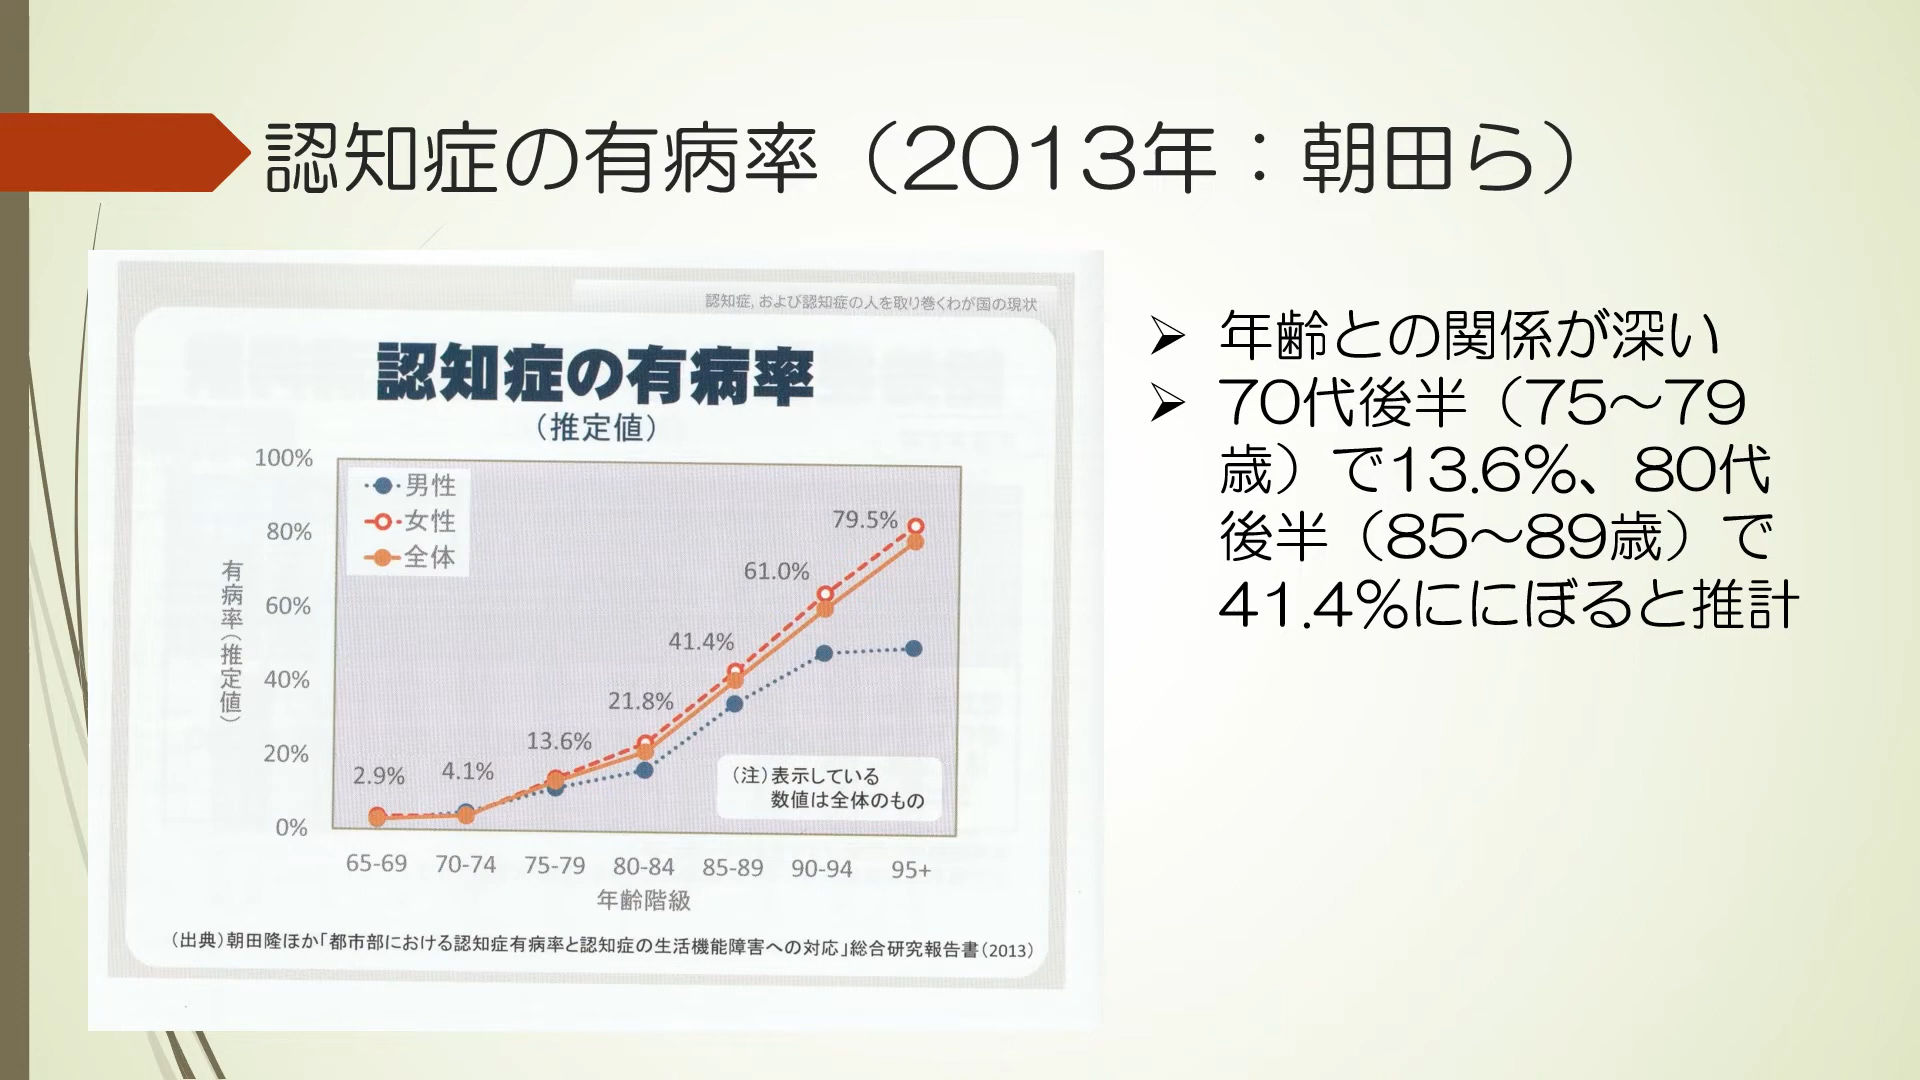 認知症の有病率（2013年：朝田ら）
認知症, および認知症の人を取り巻くわが国の現状
認知症の有病率
（推定値）
100%
80%
60%
40%
20%
0%
有病率（推定値）
男性
女性
全体
2.9%
4.1%
13.6%
21.8%
41.4%
61.0%
79.5%
（注）表示している
数値は全体のもの
65-69 70-74 75-79 80-84 85-89 90-94 95+
年齢階級
（出典）朝田隆ほか「都市部における認知症有病率と認知症の生活機能障害への対応」総合研究報告書（2013）
➢ 年齢との関係が深い
➢ 70代後半（75～79
歳）で13.6%、80代
後半（85～89歳）で
41.4%ににぼると推計